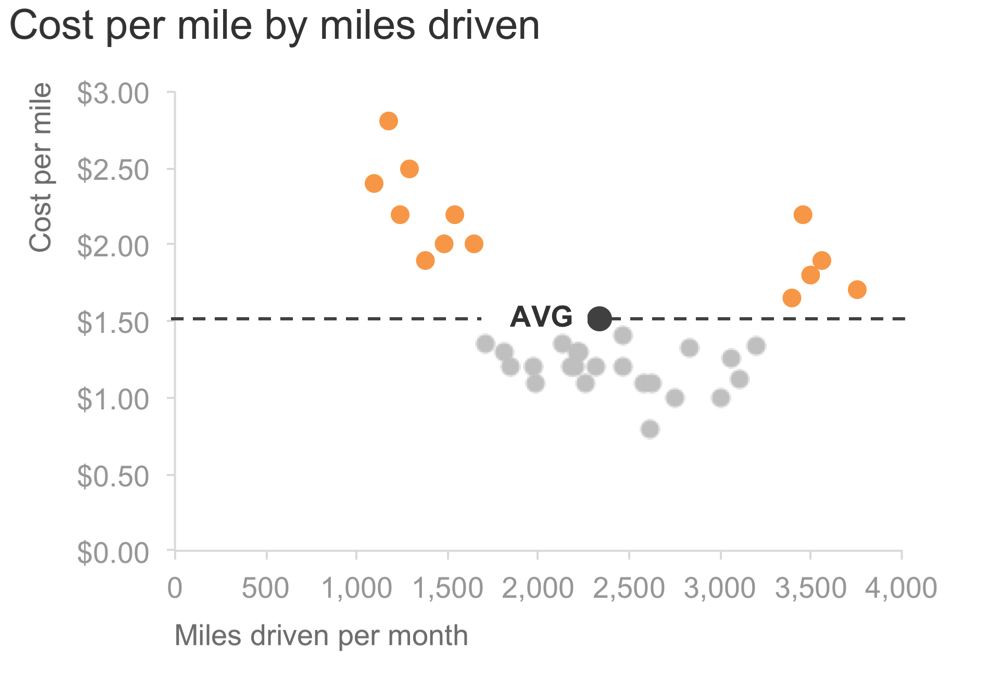 Cost per mile by miles driven
Cost per mile
$3.00
$2.50
$2.00
$1.50
$1.00
$0.50
$0.00
AVG
0 500 1,000 1,500 2,000 2,500 3,000 3,500 4,000
Miles driven per month